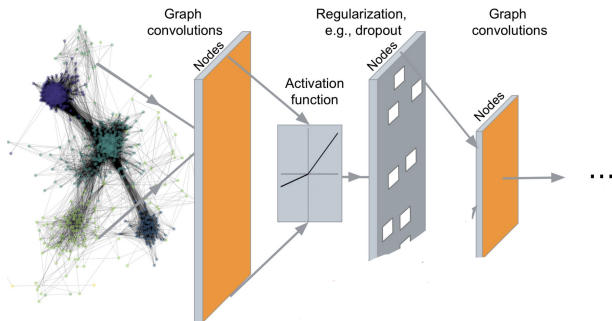 Graph
convolutions
Nodes
Activation
function
Regularization,
e.g., dropout
Nodes
Graph
convolutions
Nodes
...